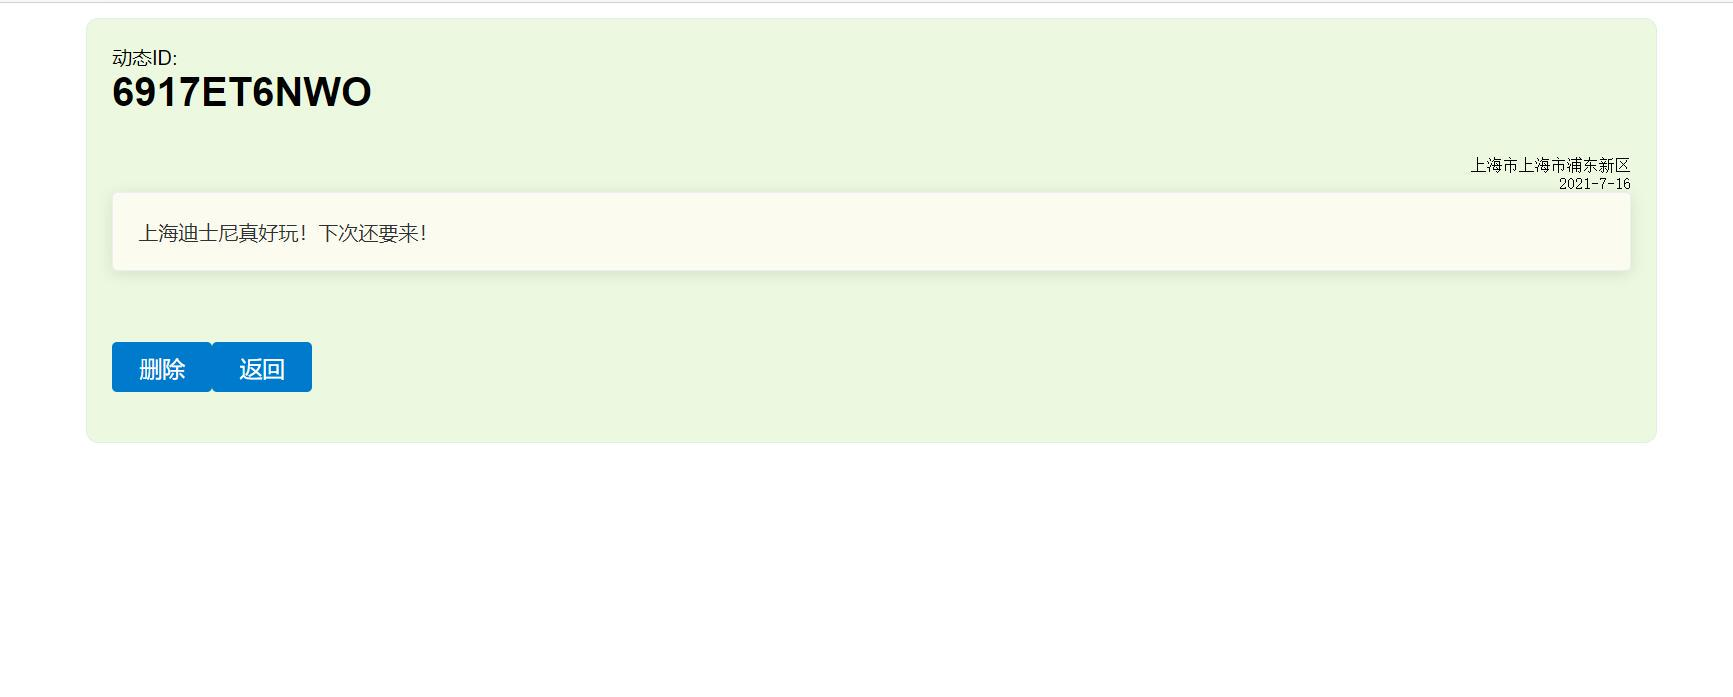 动态ID:
6917ET6NWO
上海市上海市浦东新区
2021-7-16
上海迪士尼真好玩！下次还要来！
删除 返回